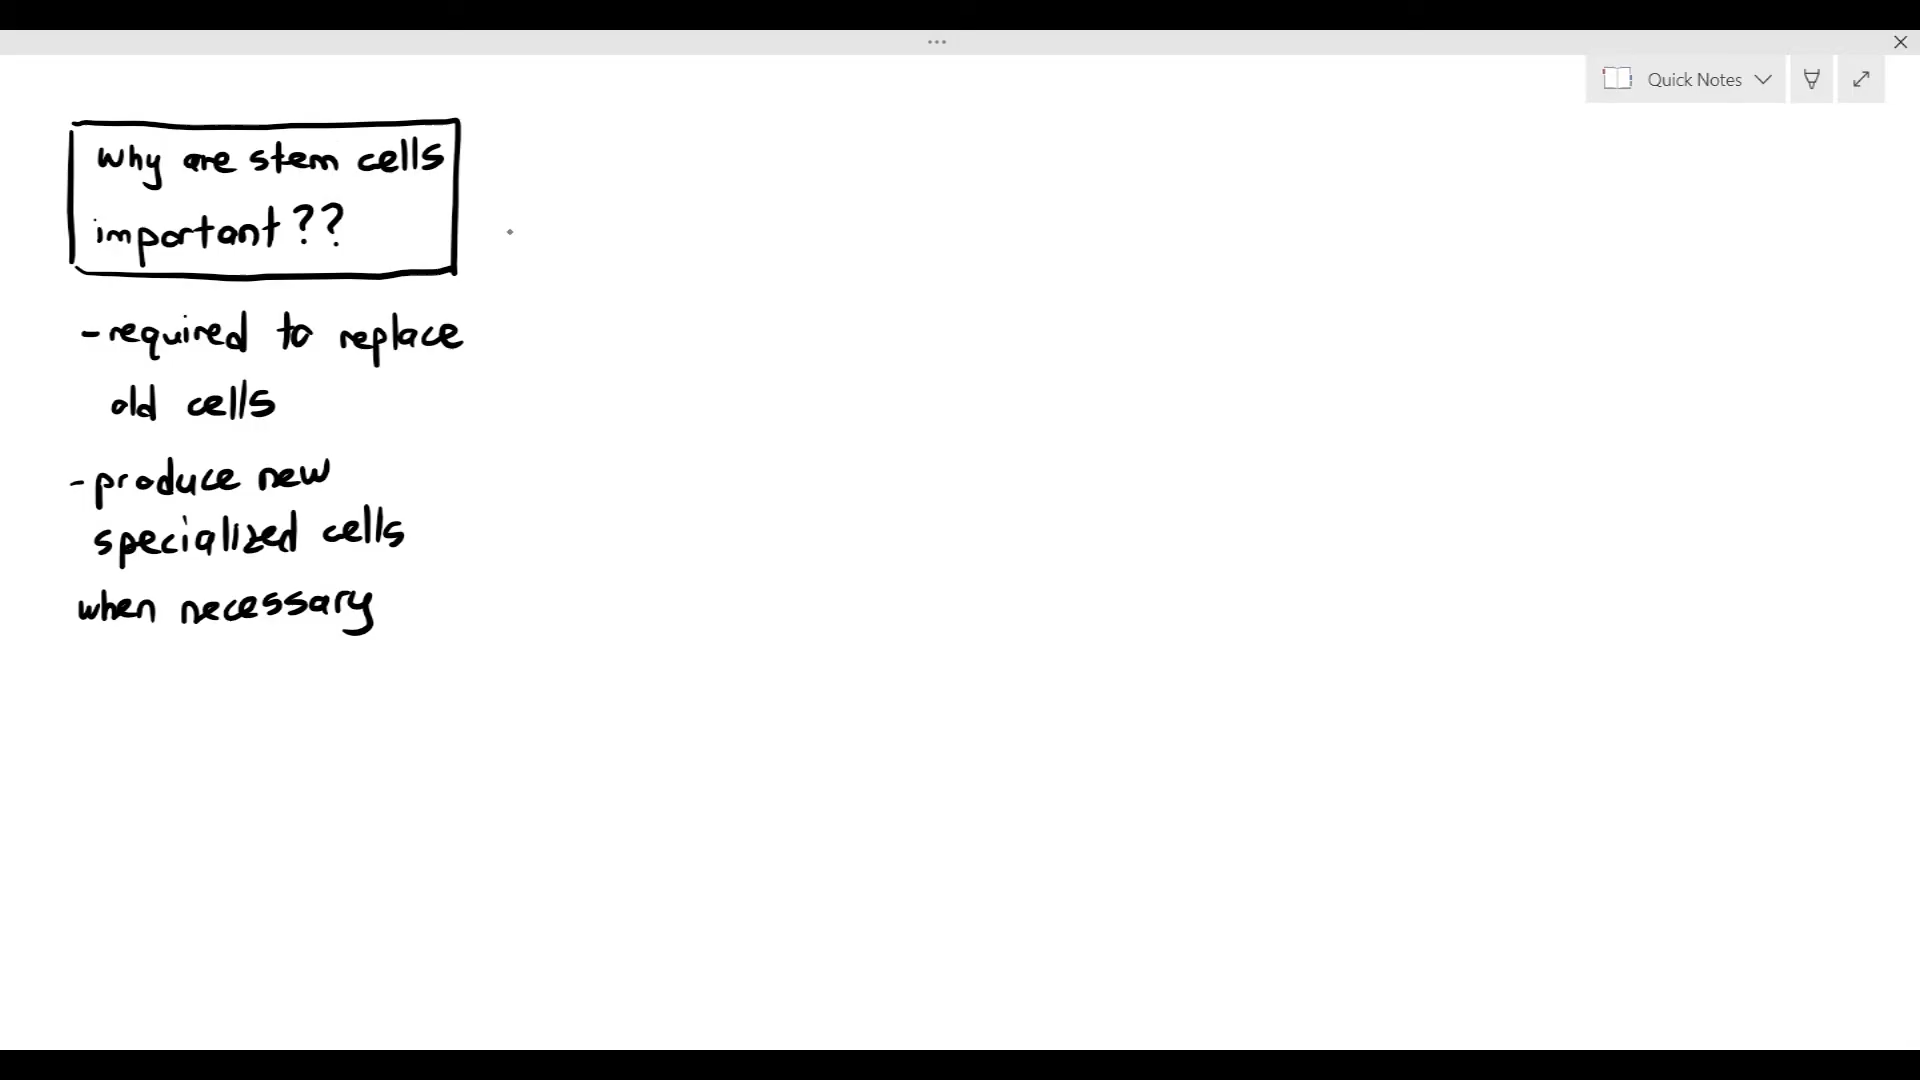 Quick Notes
Why are stem cells
important??
- required to replace
old cells
- produce new
specialized cells
when necessary